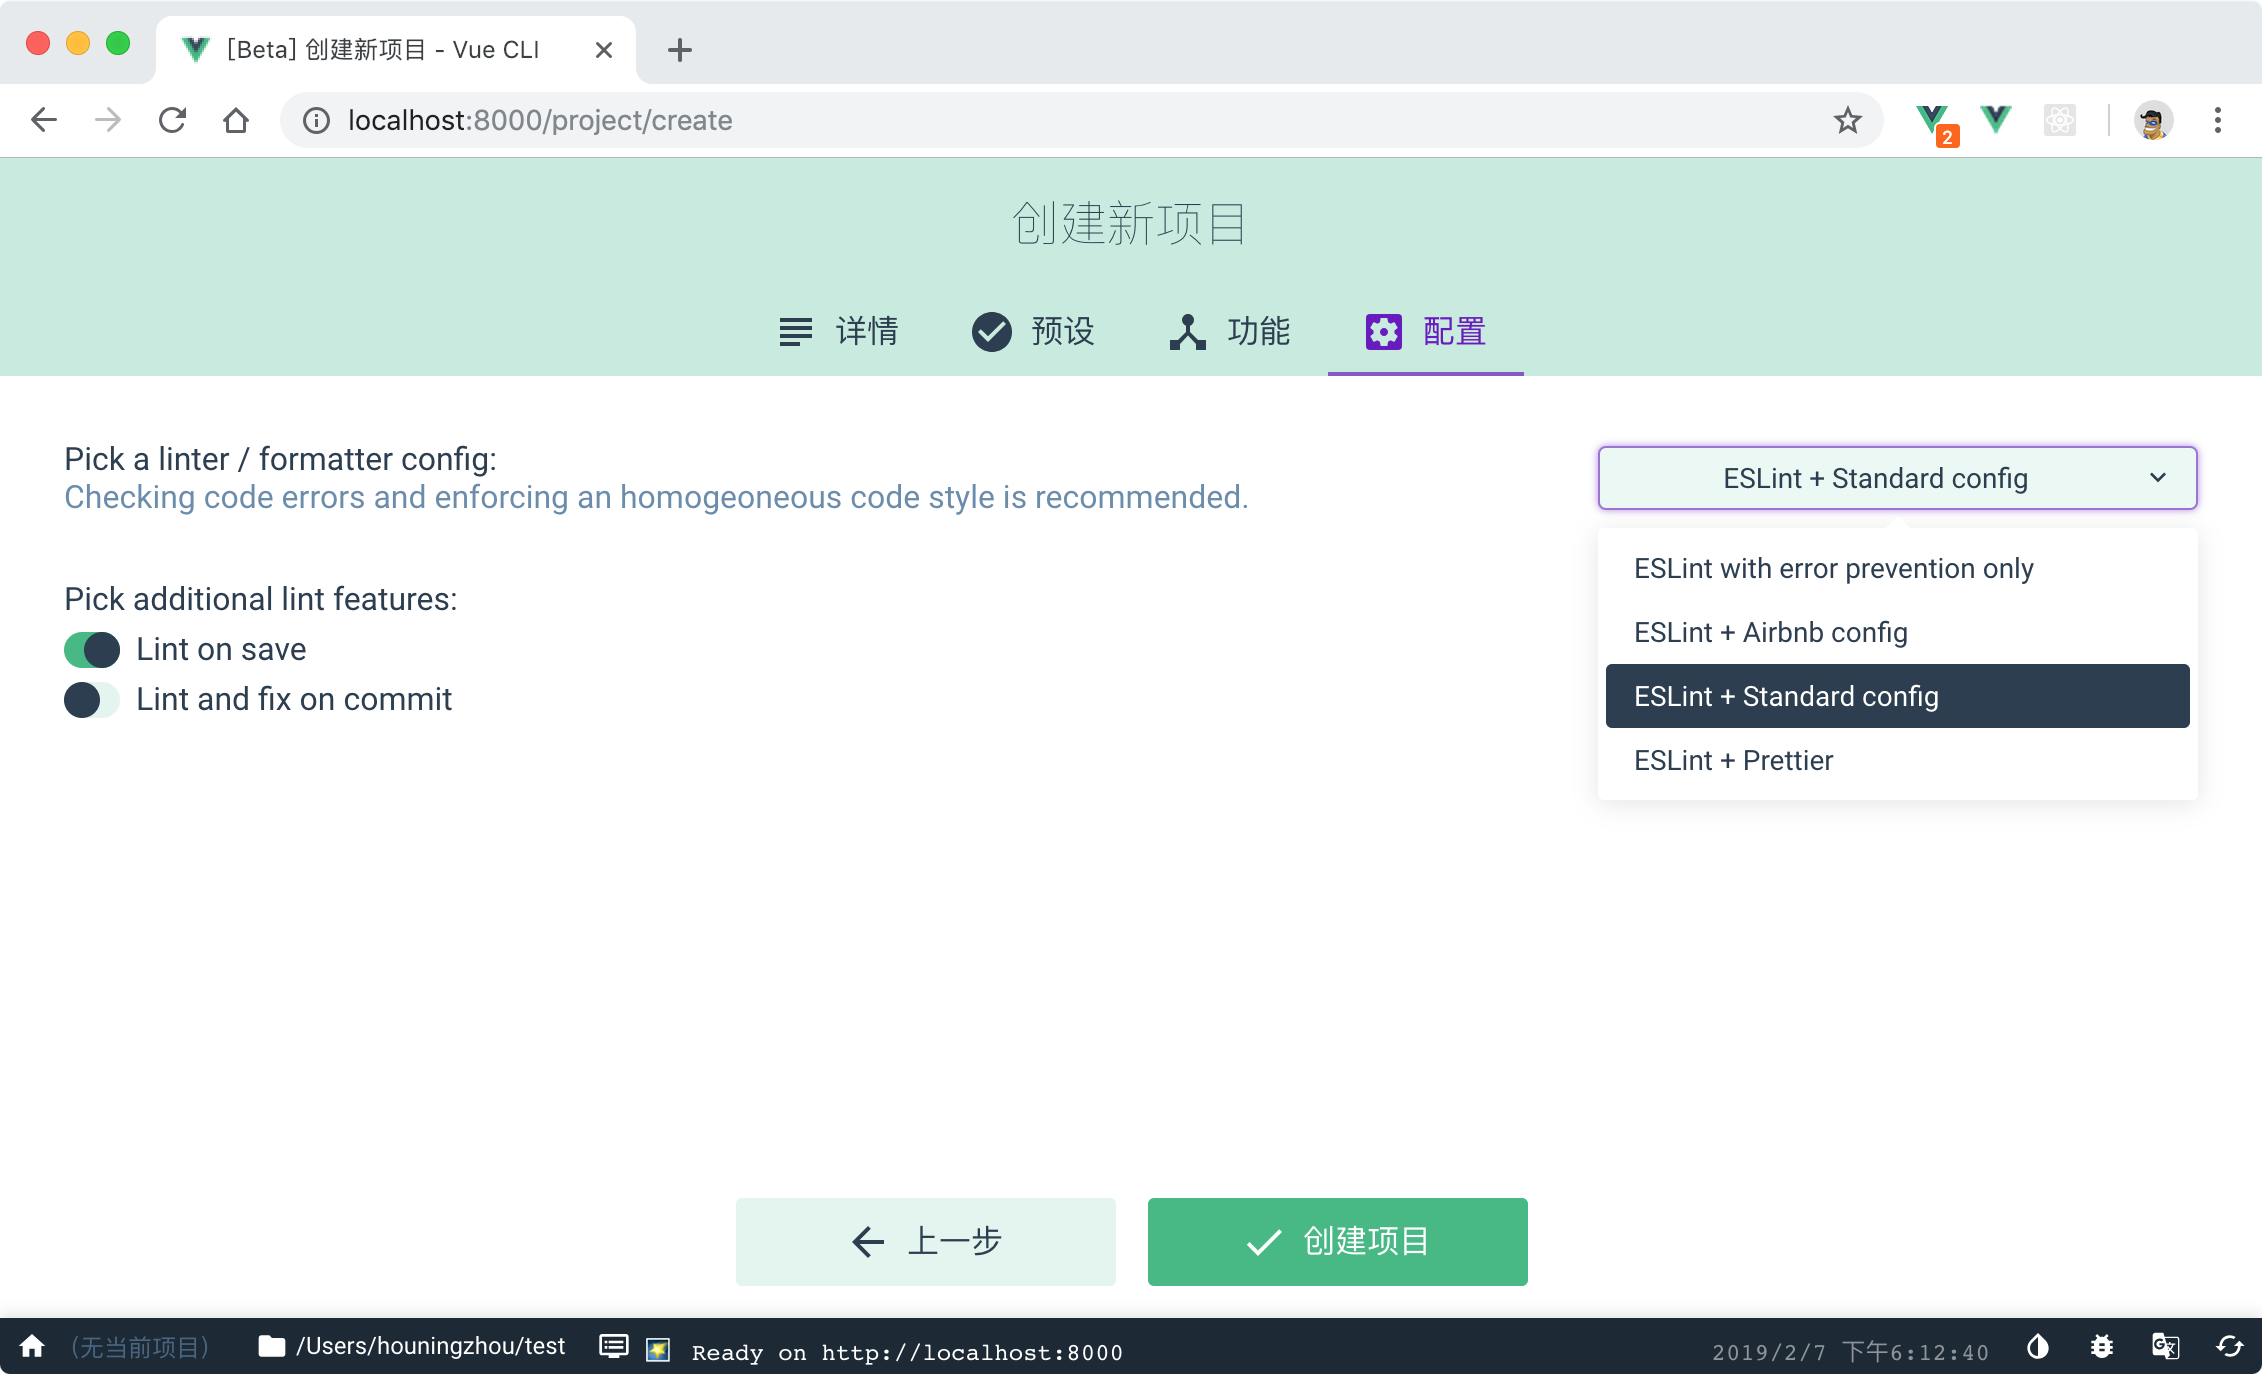 [Beta] 创建新项目 - Vue CLI
localhost:8000/project/create
2
创建新项目
详情 预设 功能 配置
Pick a linter / formatter config:
Checking code errors and enforcing an homogeoneous code style is recommended.
ESLint + Standard config
ESLint with error prevention only
ESLint + Airbnb config
ESLint + Standard config
ESLint + Prettier
Pick additional lint features:
Lint on save
Lint and fix on commit
上一步 创建项目
(无当前项目) /Users/houningzhou/test Ready on http://localhost:8000 2019/2/7 下午6:12:40